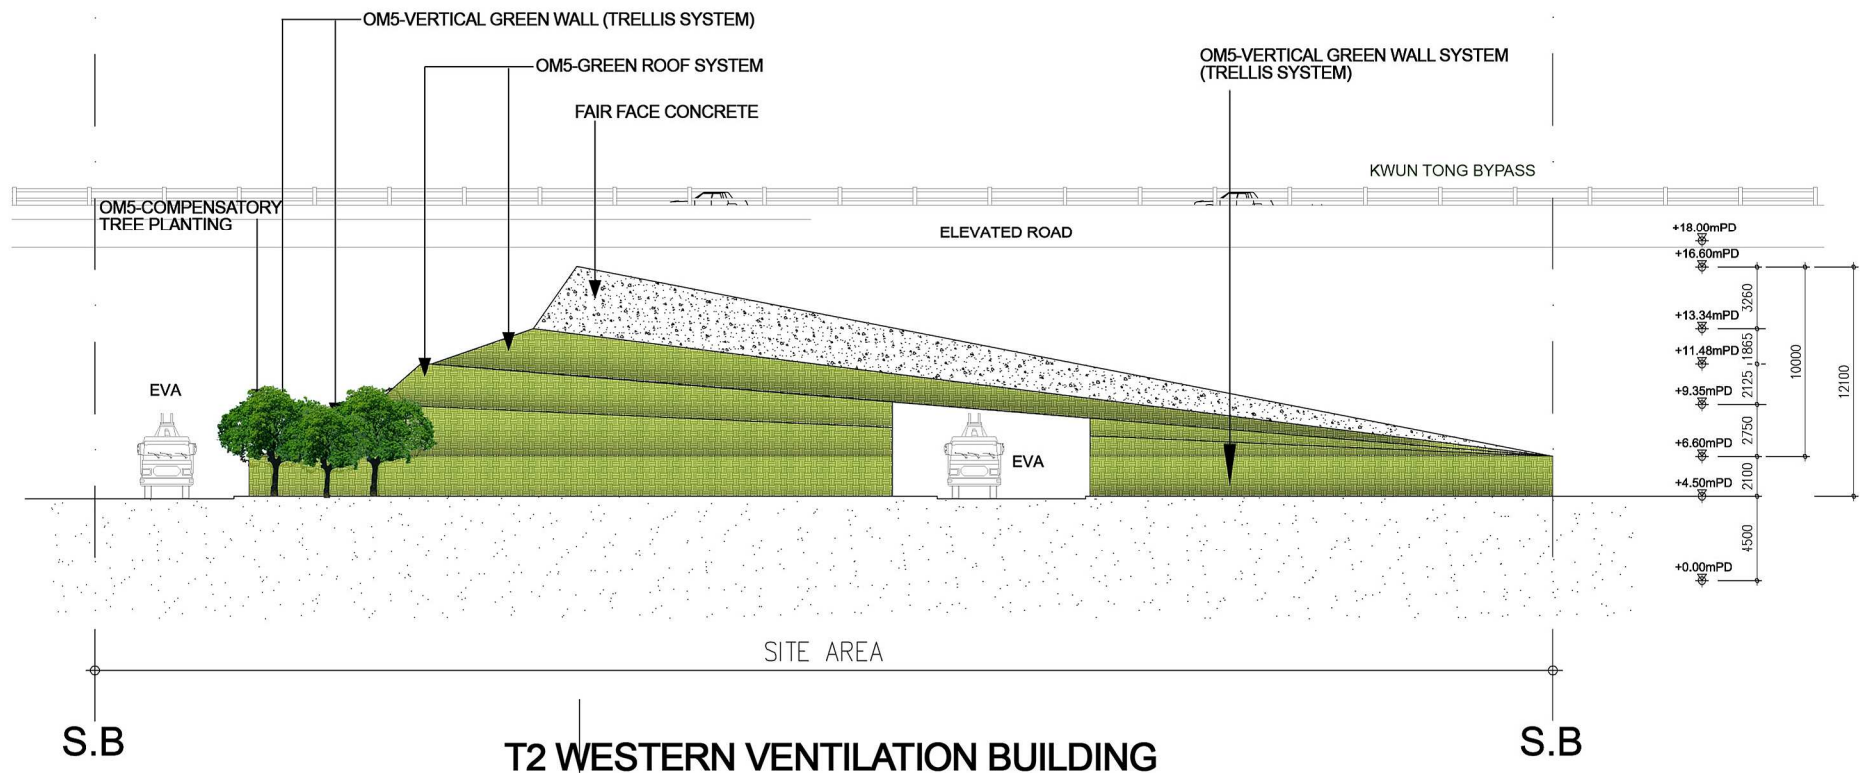 OM5-VERTICAL GREEN WALL (TRELLIS SYSTEM)
OM5-GREEN ROOF SYSTEM
OM5-VERTICAL GREEN WALL SYSTEM
(TRELLIS SYSTEM)
FAIR FACE CONCRETE
KWUN TONG BYPASS
OM5-COMPENSATORY
TREE PLANTING
ELEVATED ROAD
+18.00mPD
+16.60mPD
3260
+13.34mPD
1865
+11.48mPD
10000
12100
2125
EVA
+9.35mPD
2750
+6.60mPD
EVA
2100
+4.50mPD
4500
+0.00mPD
SITE AREA
S.B
S.B
T2 WESTERN VENTILATION BUILDING